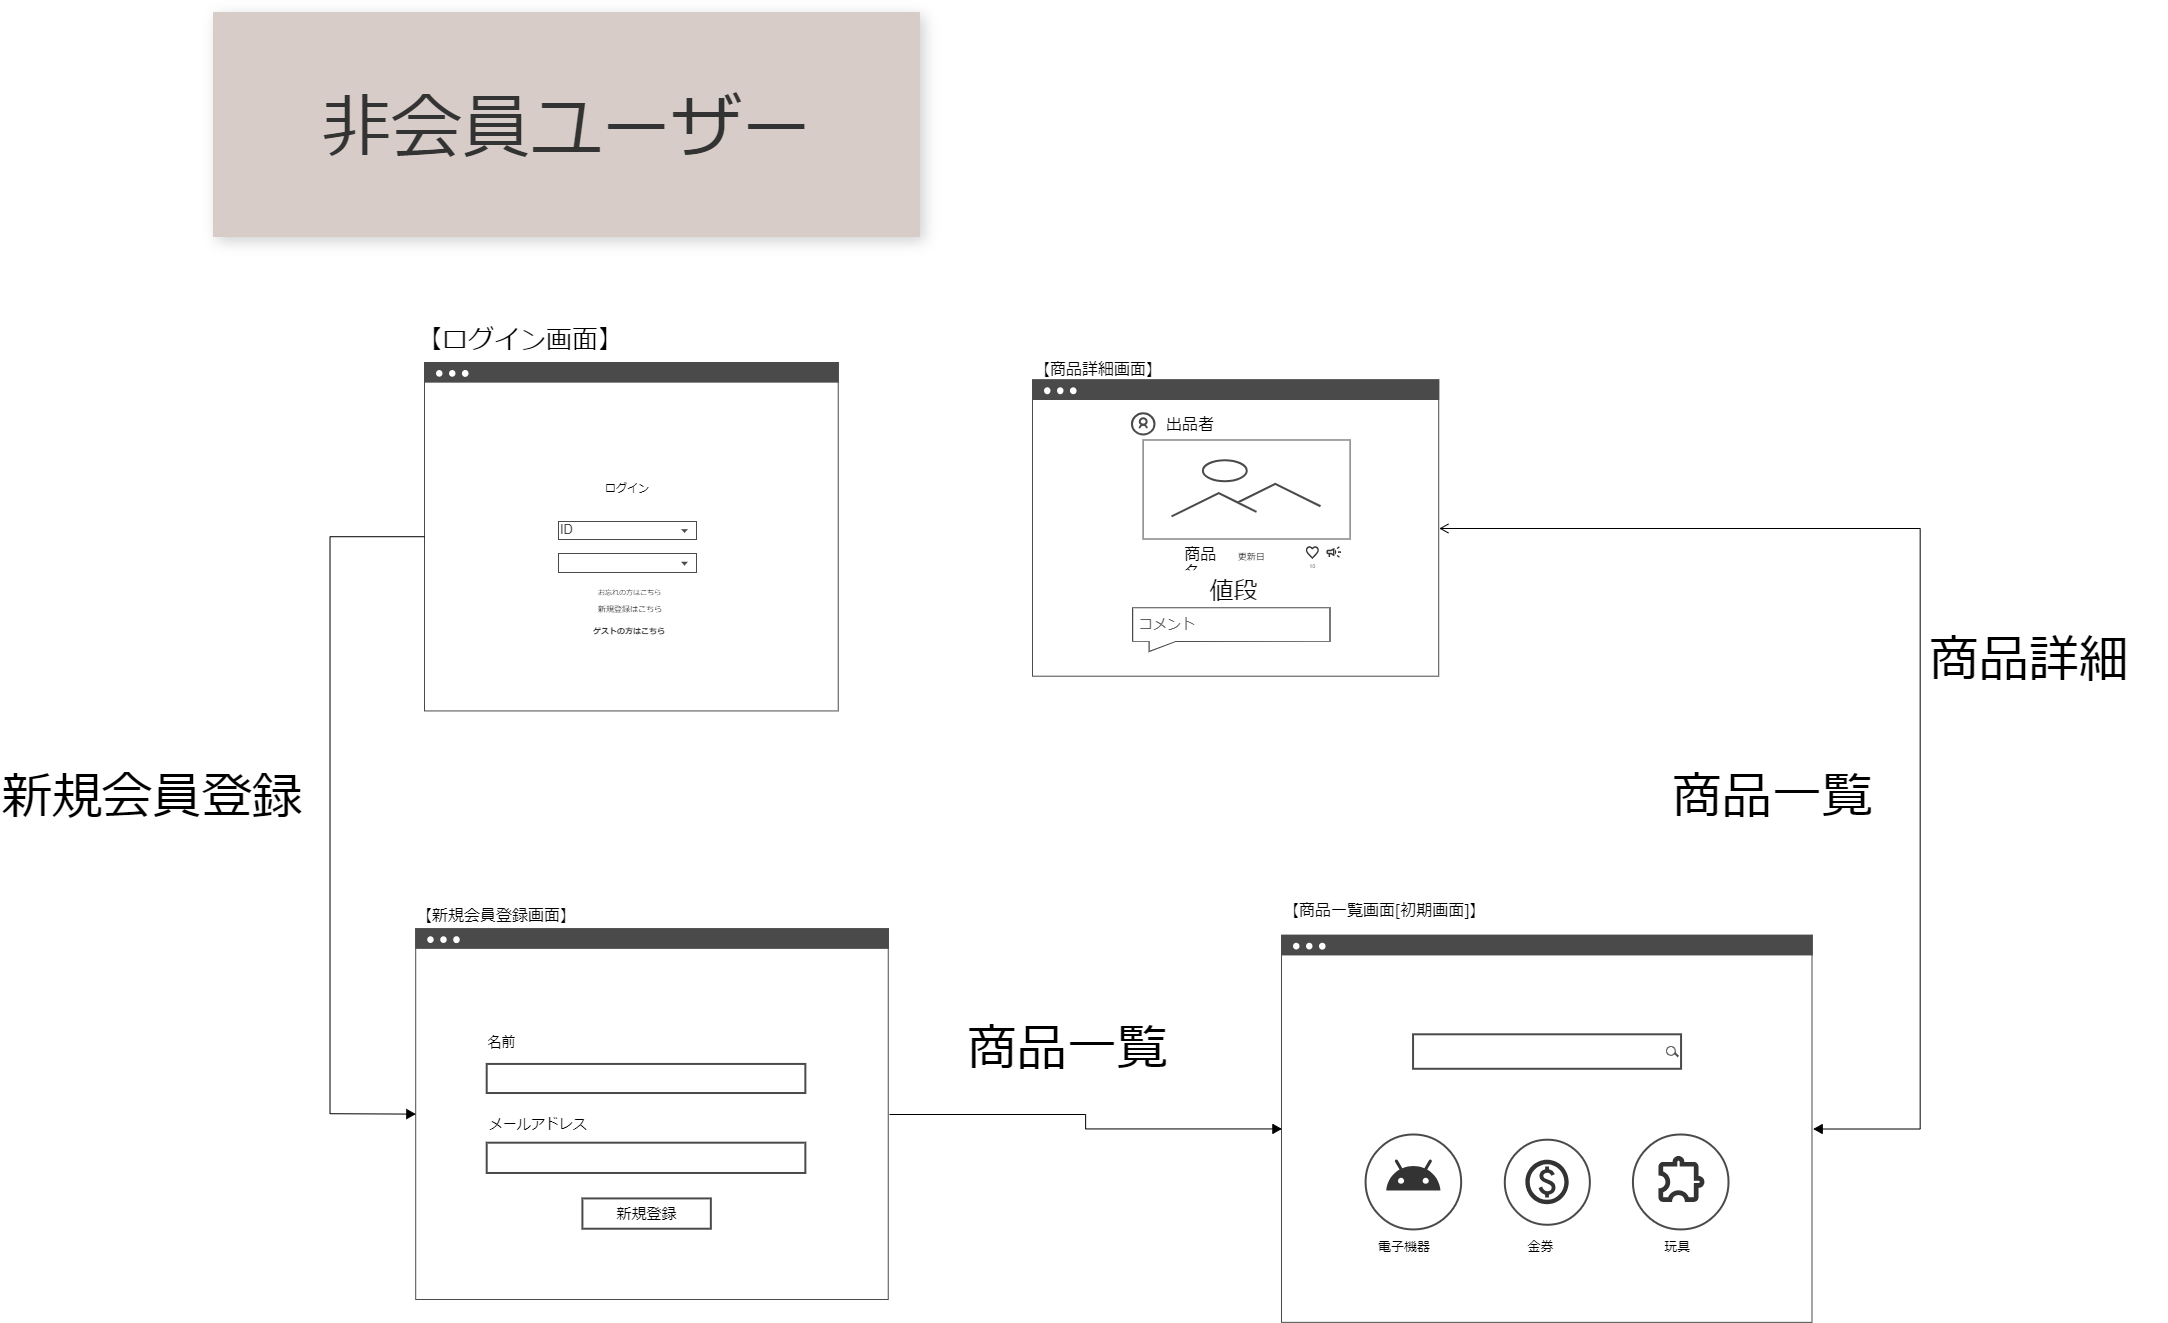 非会員ユーザー
【ログイン画面】
ログイン
ID
お忘れの方はこちら
新規登録はこちら
ゲストの方はこちら
【商品詳細画面】
出品者
商品
更新日
10
値段
コメント
商品詳細
新規会員登録
商品一覧
【新規会員登録画面】
名前
メールアドレス
新規登録
商品一覧
【商品一覧画面[初期画面]】
電子機器
金券
玩具